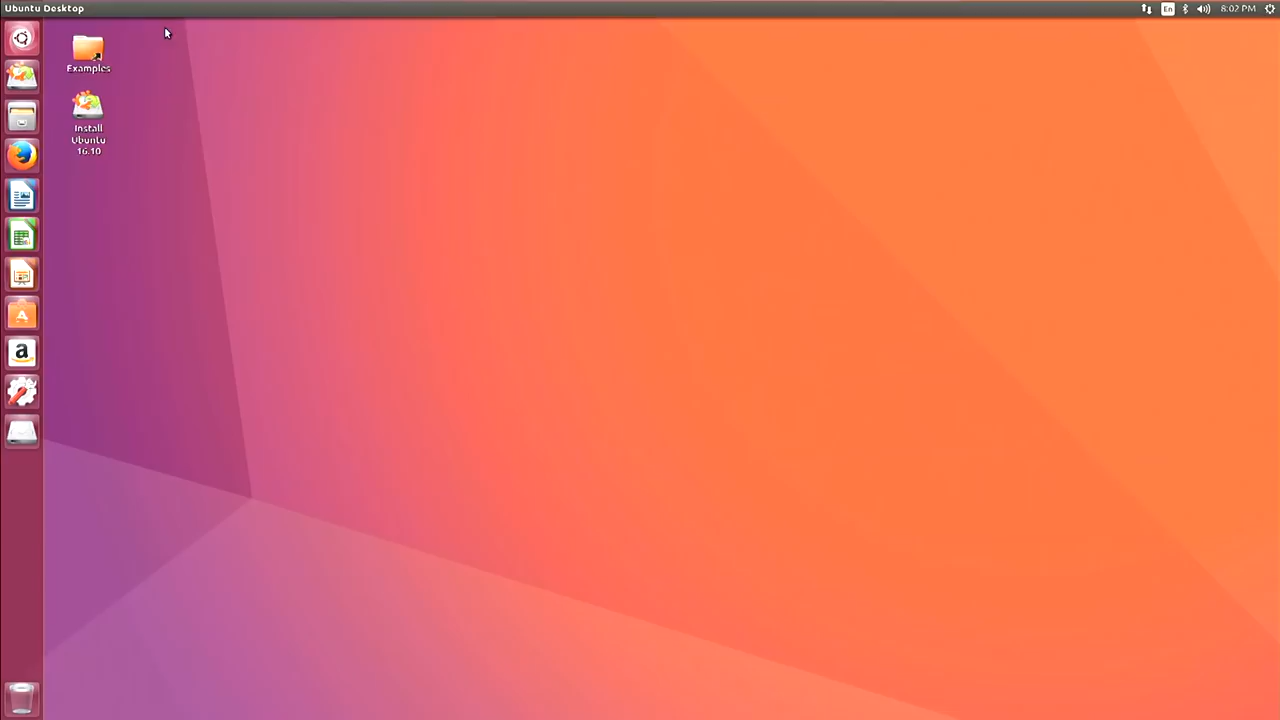 Ubuntu Desktop
En
8:02 PM
Examples
Install
Ubuntu
16.10
a